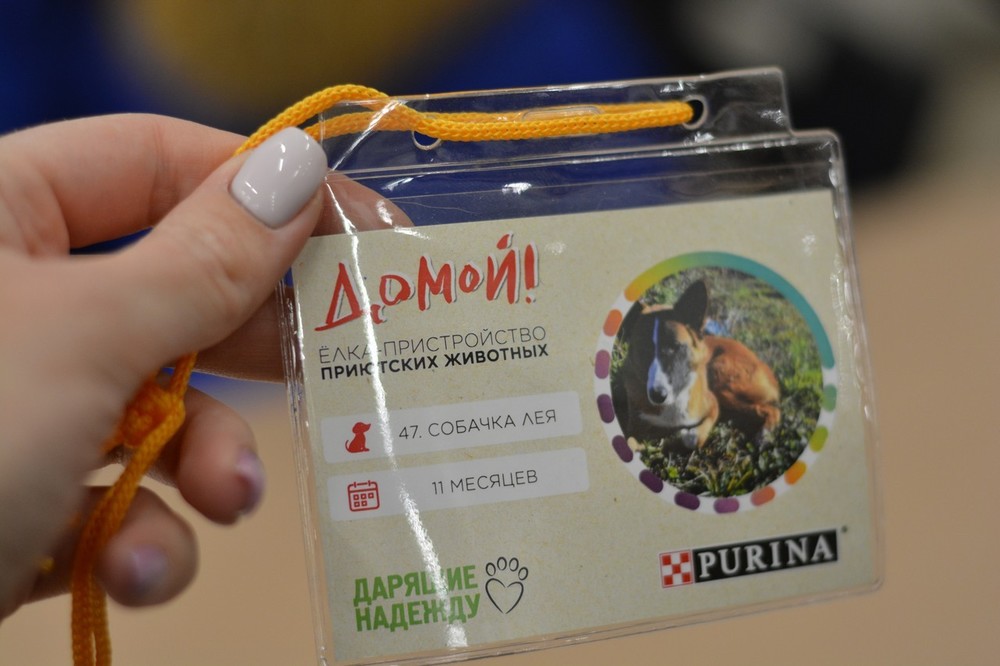 Домой!
ЁЛКА-ПРИСТРОЙСТВО
ПРИЮТСКИХ ЖИВОТНЫХ
47. СОБАЧКА ЛЕЯ
11 МЕСЯЦЕВ
ДАРЯЩИЕ
НАДЕЖДУ
PURINA